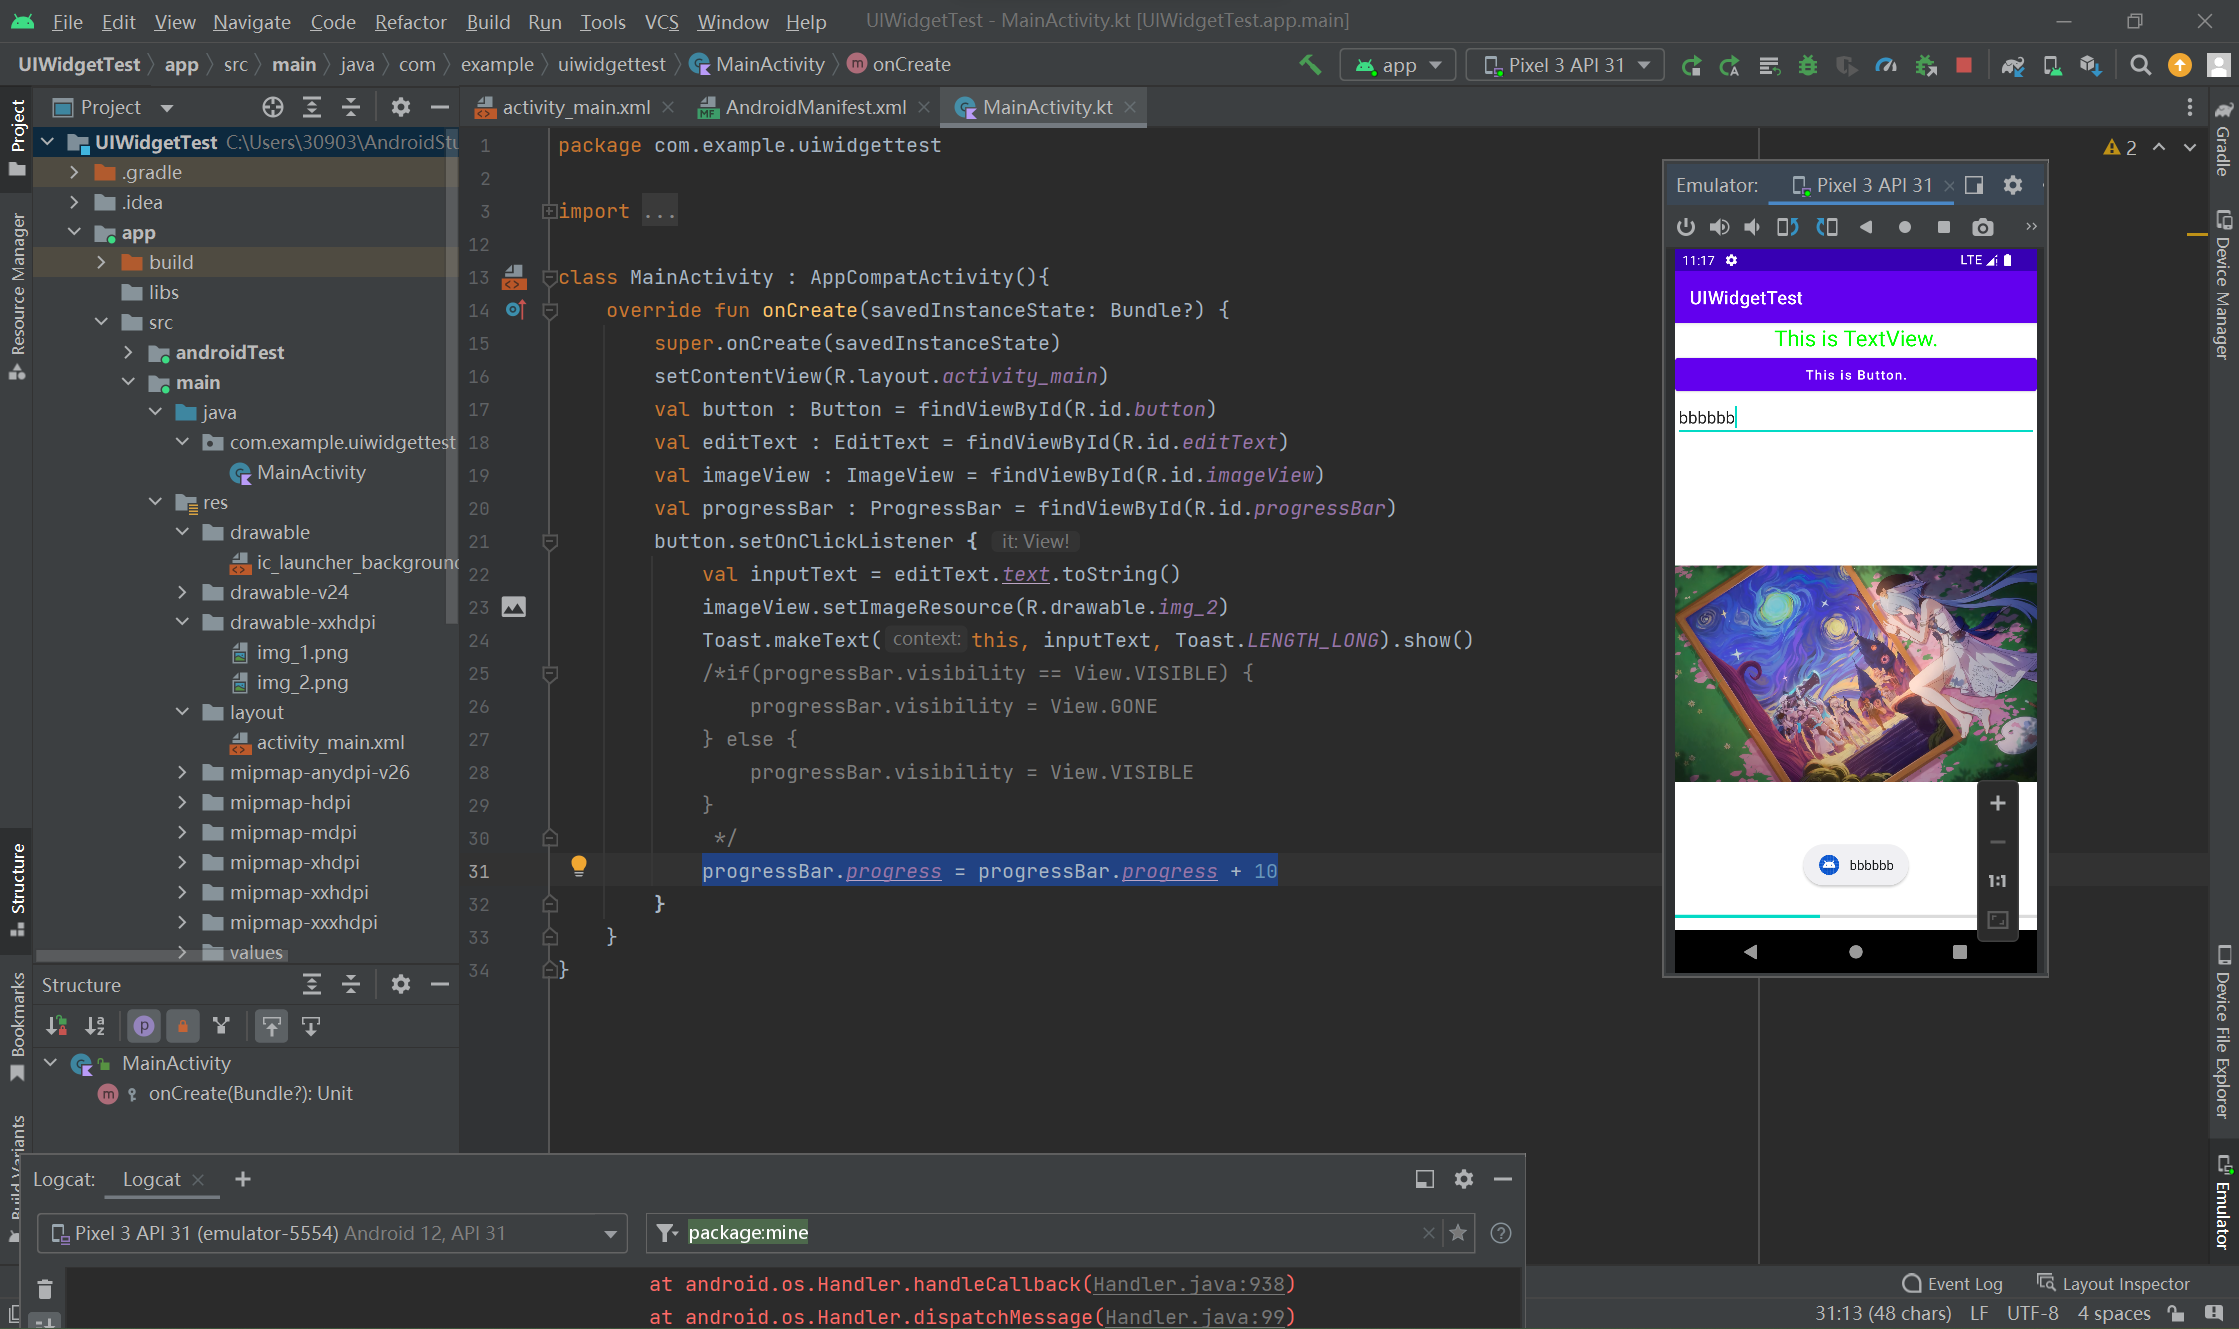 File Edit View Navigate Code Refactor Build Run Tools VCS Window Help UIWidgetTest - MainActivity.kt [UIWidgetTest.app.main]
UIWidgetTest app src main java com example uiwidgettest MainActivity onCreate app Pixel 3 API 31
Project
activity_main.xml AndroidManifest.xml MainActivity.kt
UIWidgetTest C:\Users\30903\AndroidStu
.gradle
.idea
app
build
libs
src
androidTest
main
java
com.example.uiwidgettest
MainActivity
res
drawable
ic_launcher_background
drawable-v24
drawable-xxhdpi
img_1.png
img_2.png
layout
activity_main.xml
mipmap-anydpi-v26
mipmap-hdpi
mipmap-mdpi
mipmap-xhdpi
mipmap-xxhdpi
mipmap-xxxhdpi
values
Structure
MainActivity
onCreate(Bundle?): Unit
Project
Resource Manager
Structure
Bookmarks
Build Variants
1 package com.example.uiwidgettest
2
3 import ...
12
13 class MainActivity : AppCompatActivity(){
14 override fun onCreate(savedInstanceState: Bundle?) {
15 super.onCreate(savedInstanceState)
16 setContentView(R.layout.activity_main)
17 val button : Button = findViewById(R.id.button)
18 val editText : EditText = findViewById(R.id.editText)
19 val imageView : ImageView = findViewById(R.id.imageView)
20 val progressBar : ProgressBar = findViewById(R.id.progressBar)
21 button.setOnClickListener { it: View!
22 val inputText = editText.text.toString()
23 imageView.setImageResource(R.drawable.img_2)
24 Toast.makeText( context: this, inputText, Toast.LENGTH_LONG).show()
25 /*if(progressBar.visibility == View.VISIBLE) {
26 progressBar.visibility = View.GONE
27 } else {
28 progressBar.visibility = View.VISIBLE
29 }
30 */
31 progressBar.progress = progressBar.progress + 10
32 }
33 }
34 }
2
Emulator: Pixel 3 API 31
11:17 LTE
UIWidgetTest
This is TextView.
This is Button.
bbbbbb
bbbbbb
1:1
Gradle
Device Manager
Device File Explorer
Emulator
Logcat: Logcat
Pixel 3 API 31 (emulator-5554) Android 12, API 31 package:mine
at android.os.Handler.handleCallback(Handler.java:938)
at android.os.Handler.dispatchMessage(Handler.java:99)
Event Log Layout Inspector
31:13 (48 chars) LF UTF-8 4 spaces